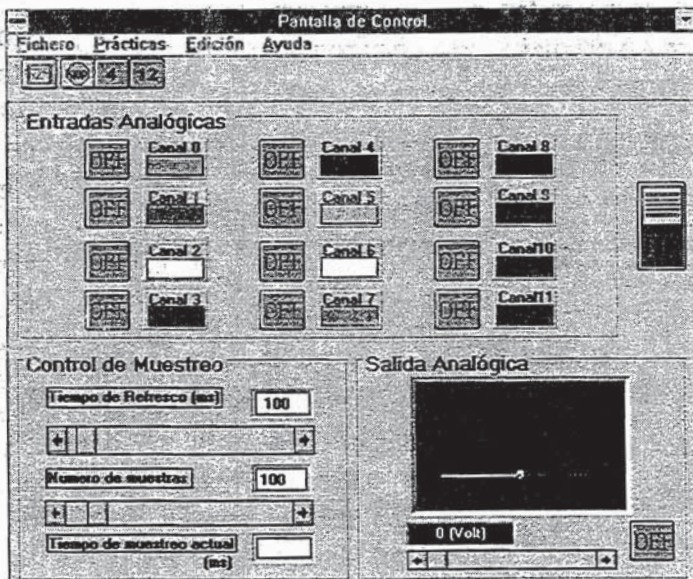 Pantalla de Control
Fichero Prácticas Edición Ayuda
STOP 4 12
Entradas Analógicas
OFF Canal 0 OFF Canal 4 OFF Canal 8
OFF Canal 1 OFF Canal 5 OFF Canal 9
OFF Canal 2 OFF Canal 6 OFF Canal10
OFF Canal 3 OFF Canal 7 OFF Canal11
Control de Muestreo
Tiempo de Refresco (ms) 100
Numero de muestras 100
Tiempo de muestreo actual
(ms)
Salida Analógica
0 (Volt) OFF